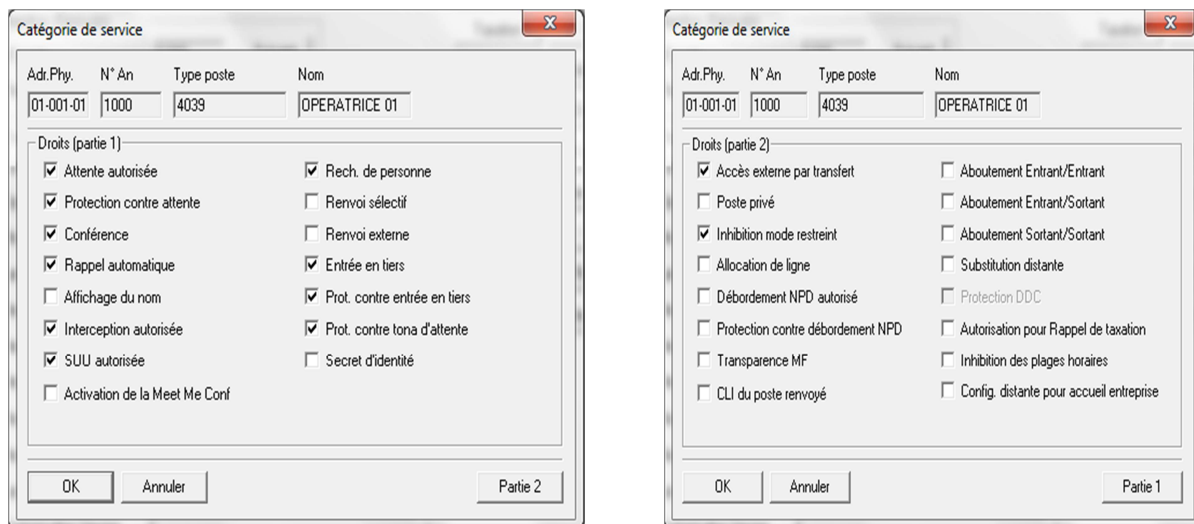 Catégorie de service
Adr.Phy. N° An Type poste Nom
01-001-01 1000 4039 OPERATRICE 01
Droits (partie 1)
Attente autorisée Rech. de personne
Protection contre attente Renvoi sélectif
Conférence Renvoi externe
Rappel automatique Entrée en tiers
Affichage du nom Prot. contre entrée en tiers
Interception autorisée Prot. contre tona d'attente
SUU autorisée Secret d'identité
Activation de la Meet Me Conf
OK Annuler Partie 2
Catégorie de service
Adr.Phy. N° An Type poste Nom
01-001-01 1000 4039 OPERATRICE 01
Droits (partie 2)
Accès externe par transfert Aboutement Entrant/Entrant
Poste privé Aboutement Entrant/Sortant
Inhibition mode restreint Aboutement Sortant/Sortant
Allocation de ligne Substitution distante
Débordement NPD autorisé Protection DDC
Protection contre débordement NPD Autorisation pour Rappel de taxation
Transparence MF Inhibition des plages horaires
CLI du poste renvoyé Config. distante pour accueil entreprise
OK Annuler Partie 1